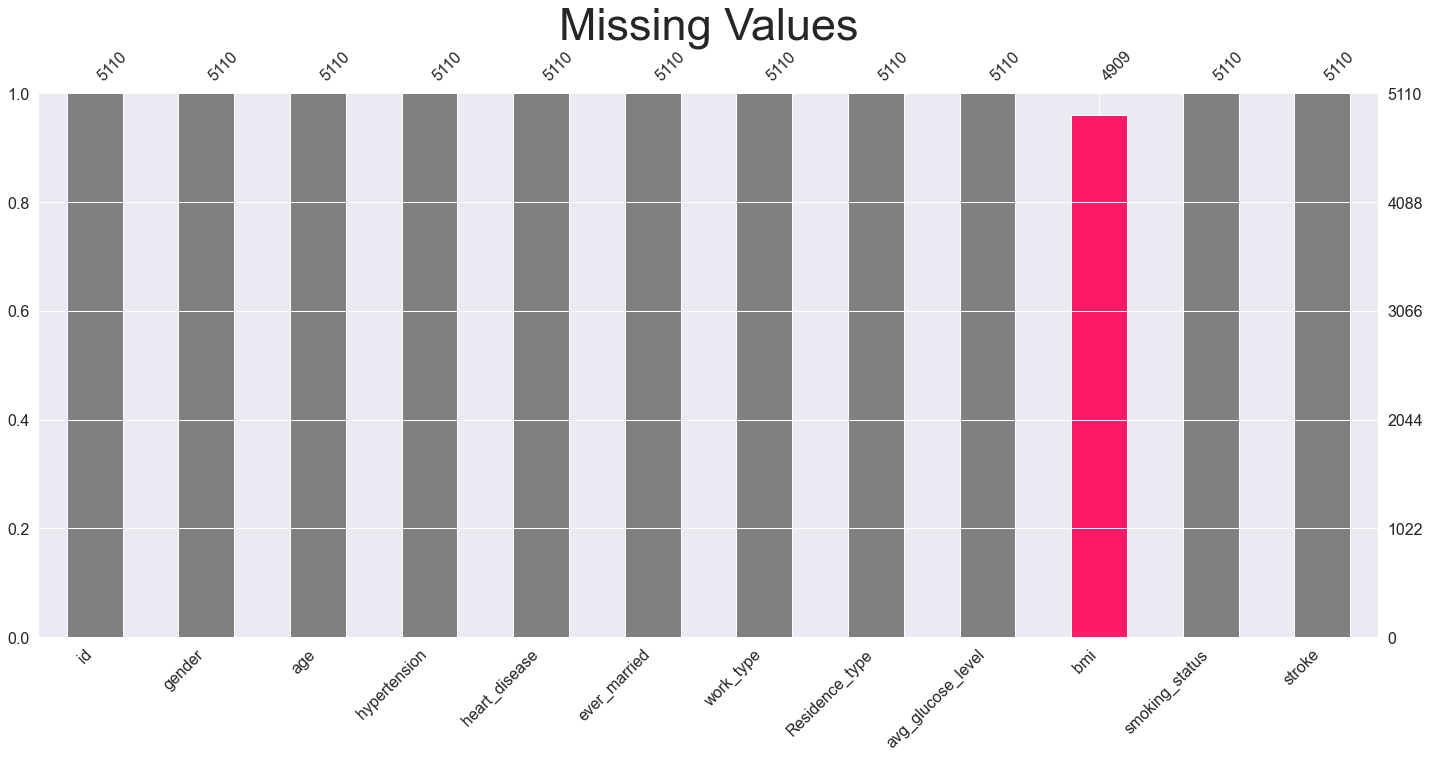 Missing Values
5110 5110 5110 5110 5110 5110 5110 5110 5110 4909 5110 5110
1.0 5110
0.8 4088
0.6 3066
0.4 2044
0.2 1022
0.0 0
id gender age hypertension heart_disease ever_married work_type Residence_type avg_glucose_level bmi smoking_status stroke